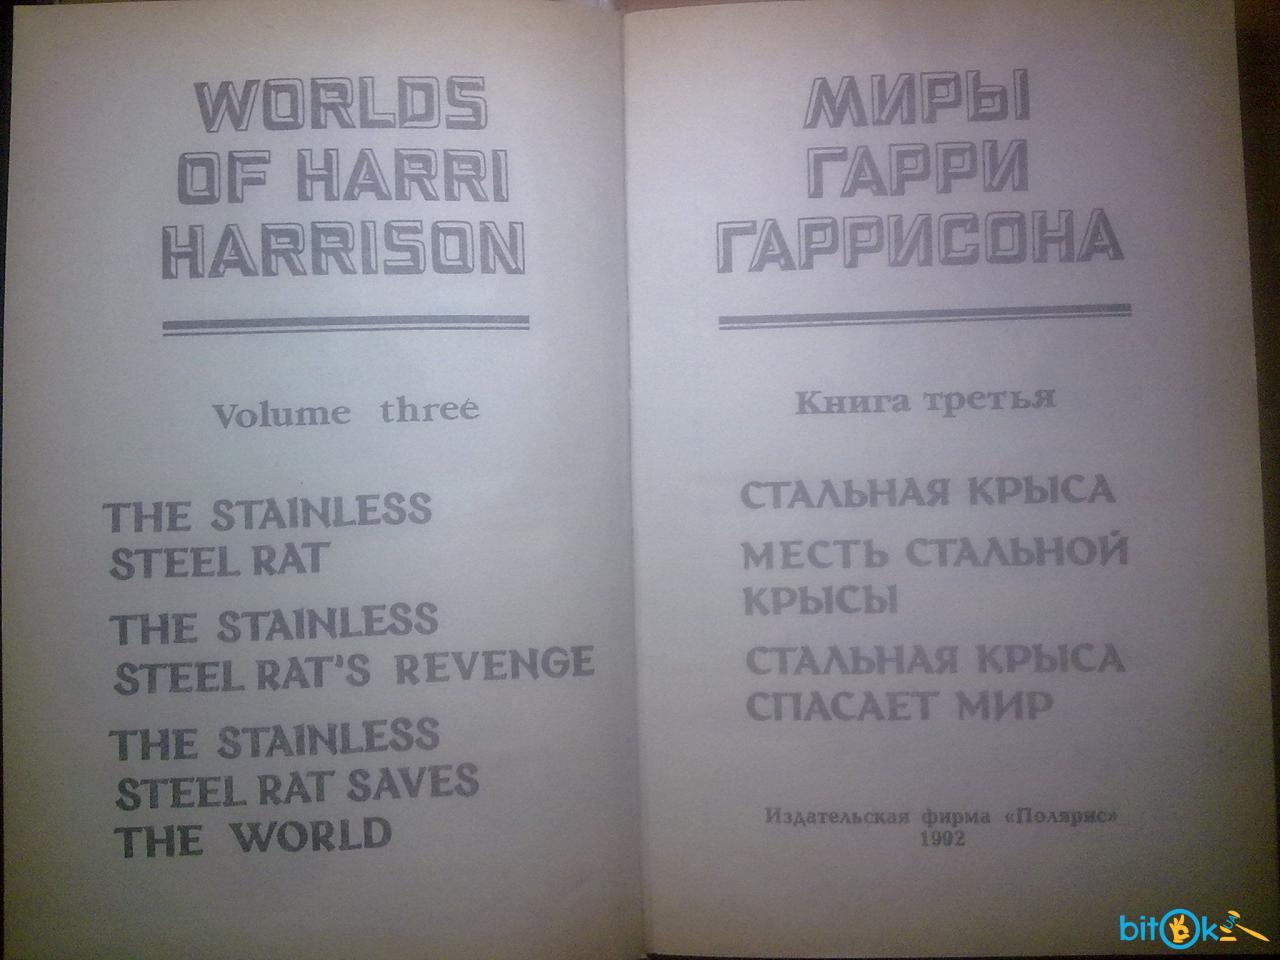 WORLDS
OF HARRI
HARRISON
Volume three
THE STAINLESS
STEEL RAT
THE STAINLESS
STEEL RAT'S REVENGE
THE STAINLESS
STEEL RAT SAVES
THE WORLD
МИРЫ
ГАРРИ
ГАРРИСОНА
Книга третья
СТАЛЬНАЯ КРЫСА
МЕСТЬ СТАЛЬНОЙ
КРЫСЫ
СТАЛЬНАЯ КРЫСА
СПАСАЕТ МИР
Издательская фирма «Полярис»
1992
bitOk UA